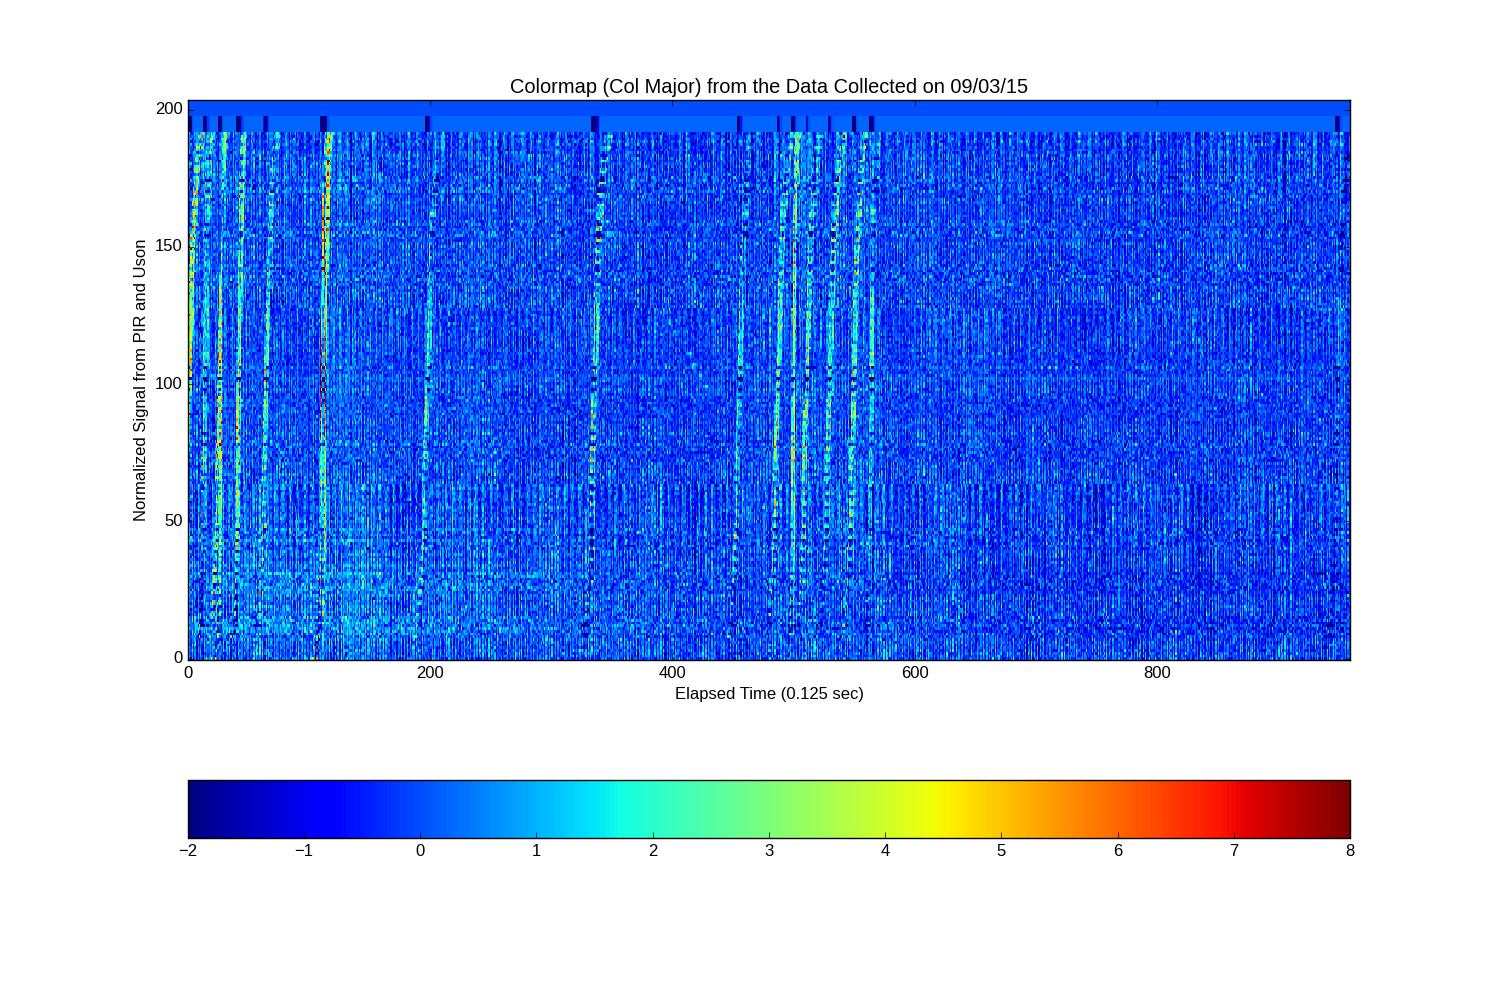 Colormap (Col Major) from the Data Collected on 09/03/15
200
150
100
50
0
Normalized Signal from PIR and Uson
0 200 400 600 800
Elapsed Time (0.125 sec)
−2 −1 0 1 2 3 4 5 6 7 8